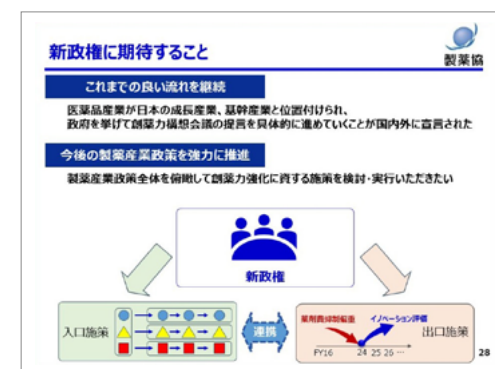 新政権に期待すること
製薬協
これまでの良い流れを継続
医薬品産業が日本の成長産業、基幹産業と位置付けられ、
政府を挙げて創薬力構想会議の提言を具体的に進めていくことが国内外に宣言された
今後の製薬産業政策を強力に推進
製薬産業政策全体を俯瞰して創薬力強化に資する施策を検討・実行いただきたい
新政権
入口施策
連携
薬剤費抑制偏重
イノベーション評価
出口施策
FY16 24 25 26 …
28